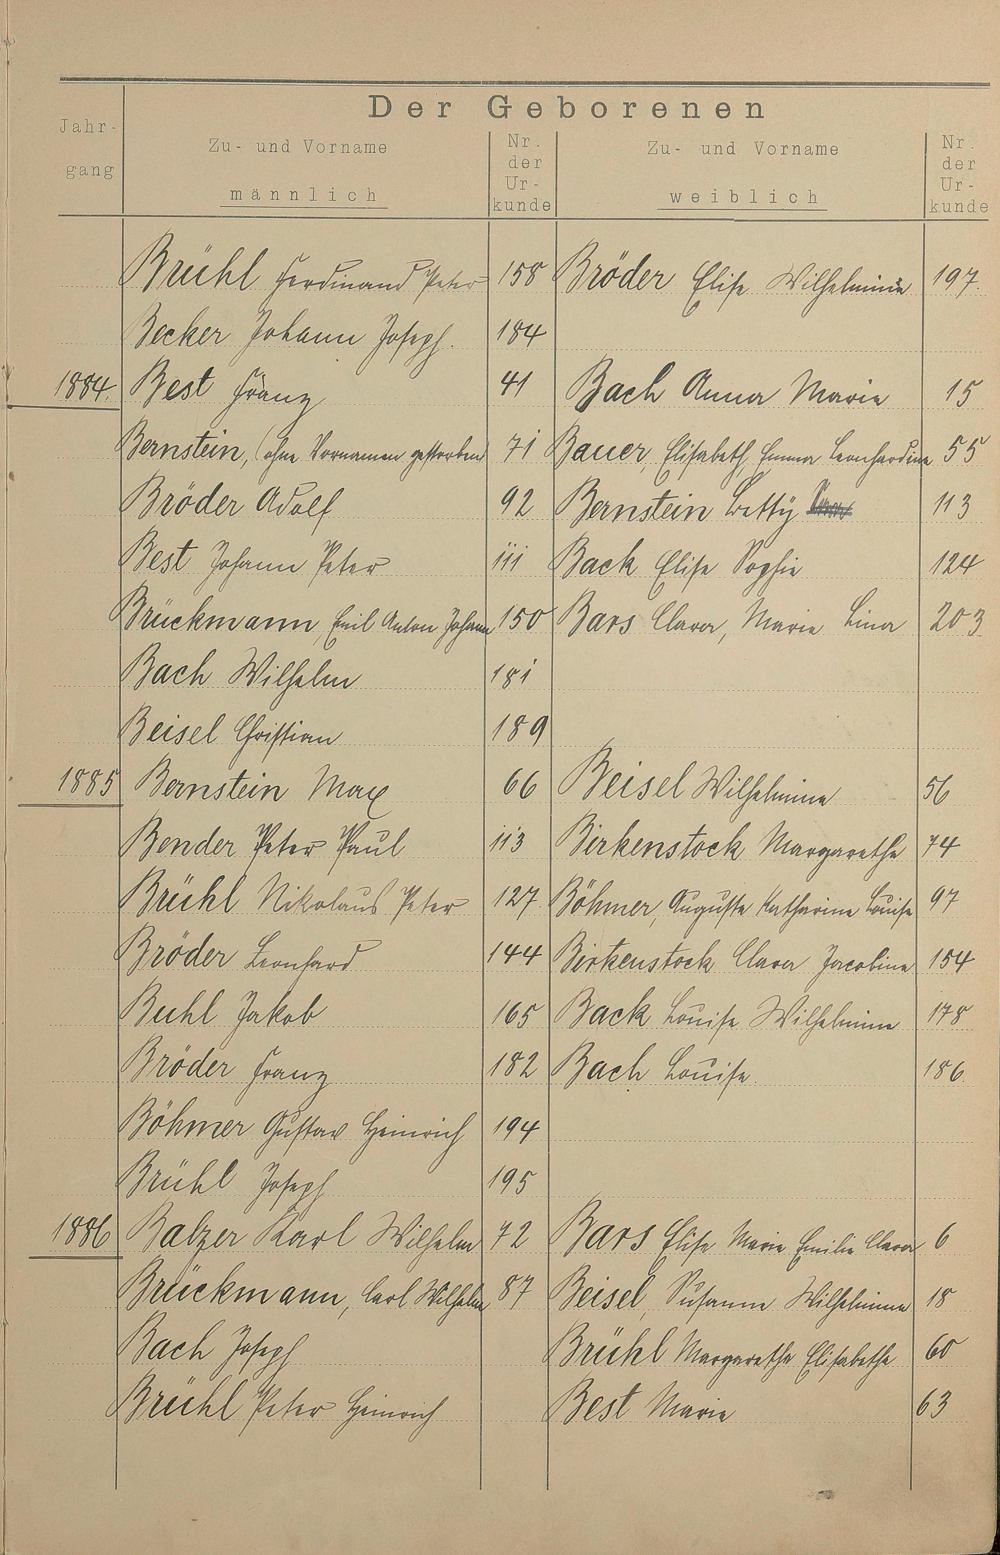 Der Geborenen
Jahr-
gang
Zu- und Vorname
männlich
Nr.
der
Ur-
kunde
Zu- und Vorname
weiblich
Nr.
der
Ur-
kunde
Brühl Ferdinand Peter 158 Bröder Elise Wilhelmine 197.
Becker Johann Joseph. 184
1884. Best Franz 41 Bach Anna Maria 15
Bernstein, (ohne Vornamen gestorben) 71 Bauer, Elisabeth, Emma Leonhardine 55
Bröder Adolf 92 Bernstein Betty 113
Best Johann Peter 111 Back Elise Sophie 124
Brückmann, Emil Anton Johann 150 Bars Clara, Maria Lina 203
Bach Wilhelm 181
Beisel Christian 189
1885 Bernstein Max 66 Beisel Wilhelmine 56
Bender Peter Paul 113 Birkenstock Margarethe 74
Brühl Nikolaus Peter 127. Böhmer, Auguste Katharina Louise 97
Bröder Leonhard 144 Birkenstock Clara Jacobine 154
Buhl Jakob 165 Back Louise Wilhelmine 178
Bröder Franz 182 Bach Louise 186.
Böhmer Gustav Heinrich 194
Brühl Joseph 195
1886 Balzer Karl Wilhelm 72 Bars Elise Maria Emilie Clara 6
Brückmann, Carl Wilhelm 87 Beisel, Susanna Wilhelmine 18
Bach Joseph Brühl Margaretha Elisabetha 60
Brühl Peter Heinrich Best Maria 63